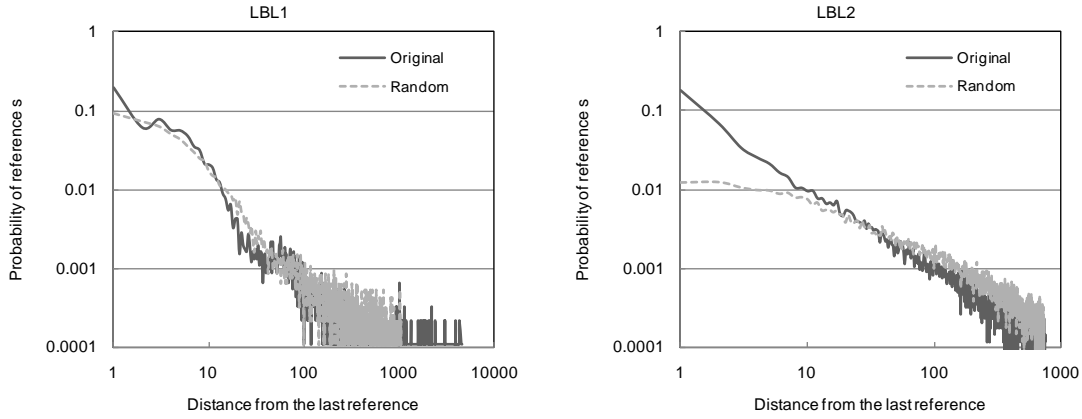 LBL1
1
0.1
0.01
0.001
0.0001
Probability of reference s
Original
Random
1 10 100 1000 10000
Distance from the last reference
LBL2
1
0.1
0.01
0.001
0.0001
Probability of reference s
Original
Random
1 10 100 1000
Distance from the last reference